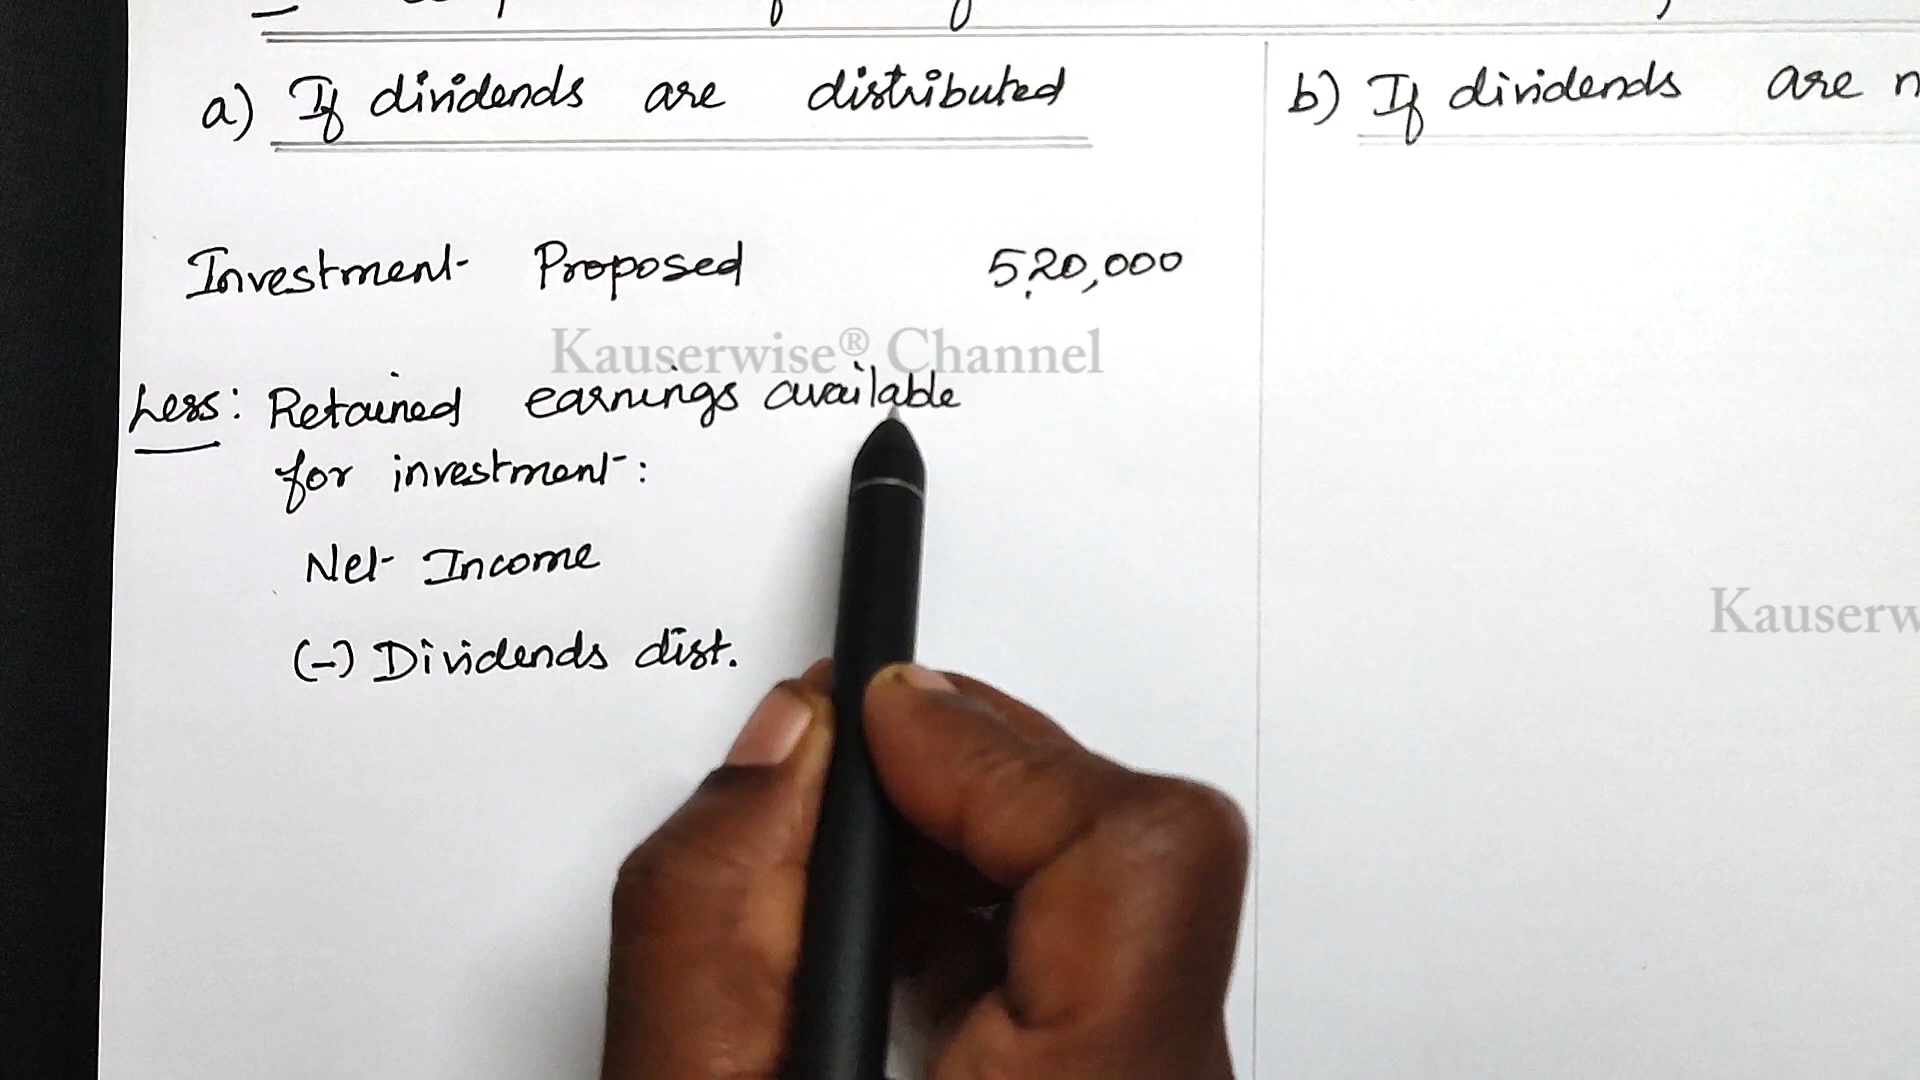 a) If dividends are distributed
b) If dividends are
Investment Proposed 5,20,000
Kauserwise® Channel
Less: Retained earnings available
for investment:
Net Income
Kauserw
(-) Dividends dist.